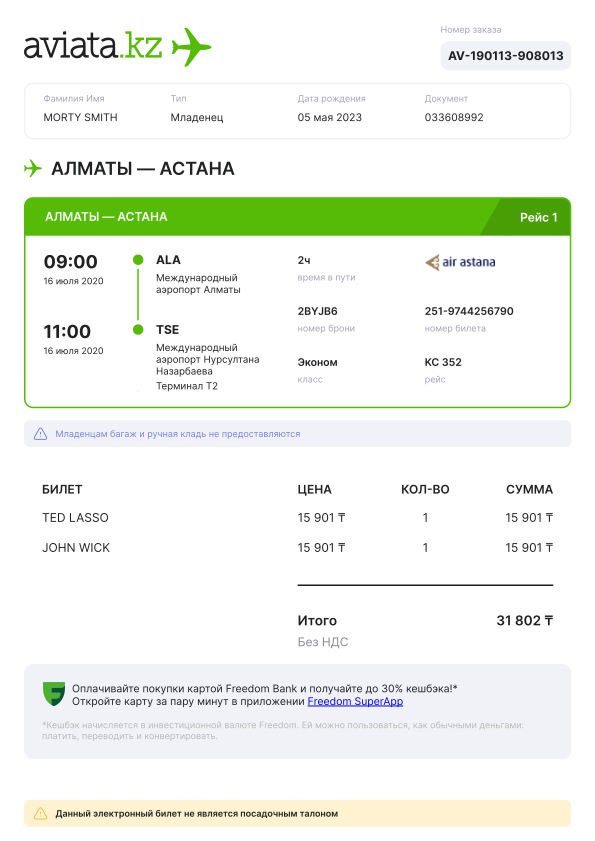 aviata.kz
Номер заказа
AV-190113-908013
Фамилия Имя Тип Дата рождения Документ
MORTY SMITH Младенец 05 мая 2023 033608992
АЛМАТЫ — АСТАНА
АЛМАТЫ — АСТАНА Рейс 1
09:00
16 июля 2020
ALA
Международный
аэропорт Алматы
2ч
время в пути
air astana
11:00
16 июля 2020
TSE
Международный
аэропорт Нурсултана
Назарбаева
Терминал T2
2BYJB6
номер брони
251-9744256790
номер билета
Эконом
класс
KC 352
рейс
Младенцам багаж и ручная кладь не предоставляются
БИЛЕТ ЦЕНА КОЛ-ВО СУММА
TED LASSO 15 901 ₸ 1 15 901 ₸
JOHN WICK 15 901 ₸ 1 15 901 ₸
Итого 31 802 ₸
Без НДС
Оплачивайте покупки картой Freedom Bank и получайте до 30% кешбэка!*
Откройте карту за пару минут в приложении Freedom SuperApp
*Кешбэк начисляется в инвестиционной валюте Freedom. Ей можно пользоваться, как обычными деньгами:
платить, переводить и конвертировать.
Данный электронный билет не является посадочным талоном